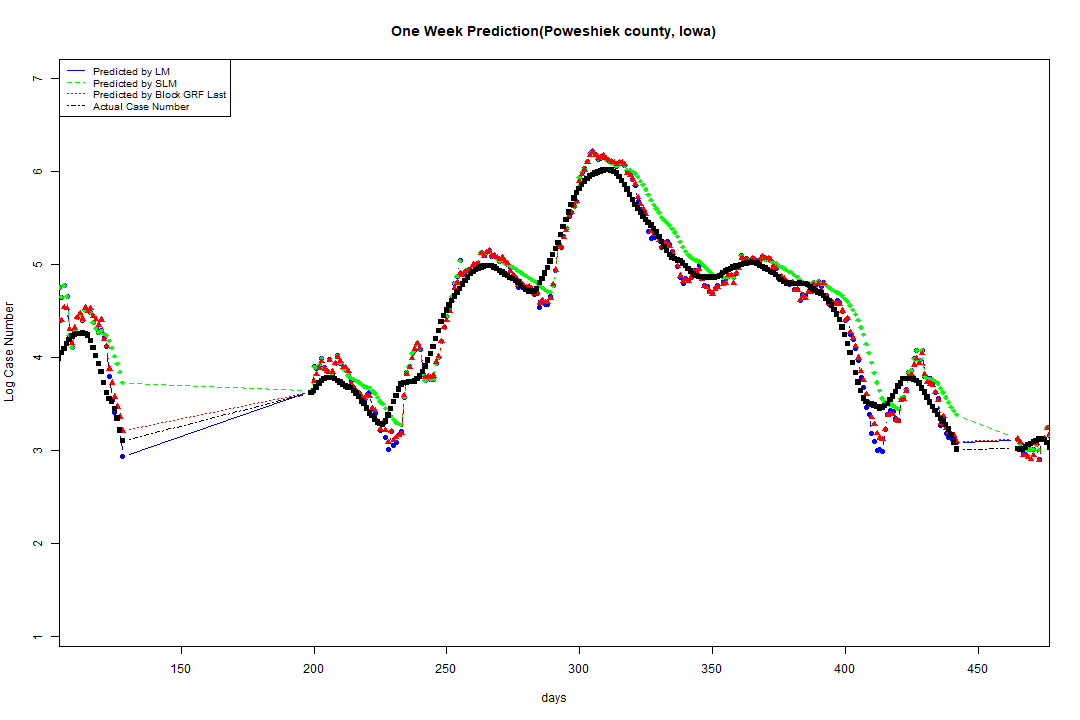 One Week Prediction(Poweshiek county, Iowa)
Predicted by LM
Predicted by SLM
Predicted by Block GRF Last
Actual Case Number
7
6
5
4
3
2
1
Log Case Number
150 200 250 300 350 400 450
days